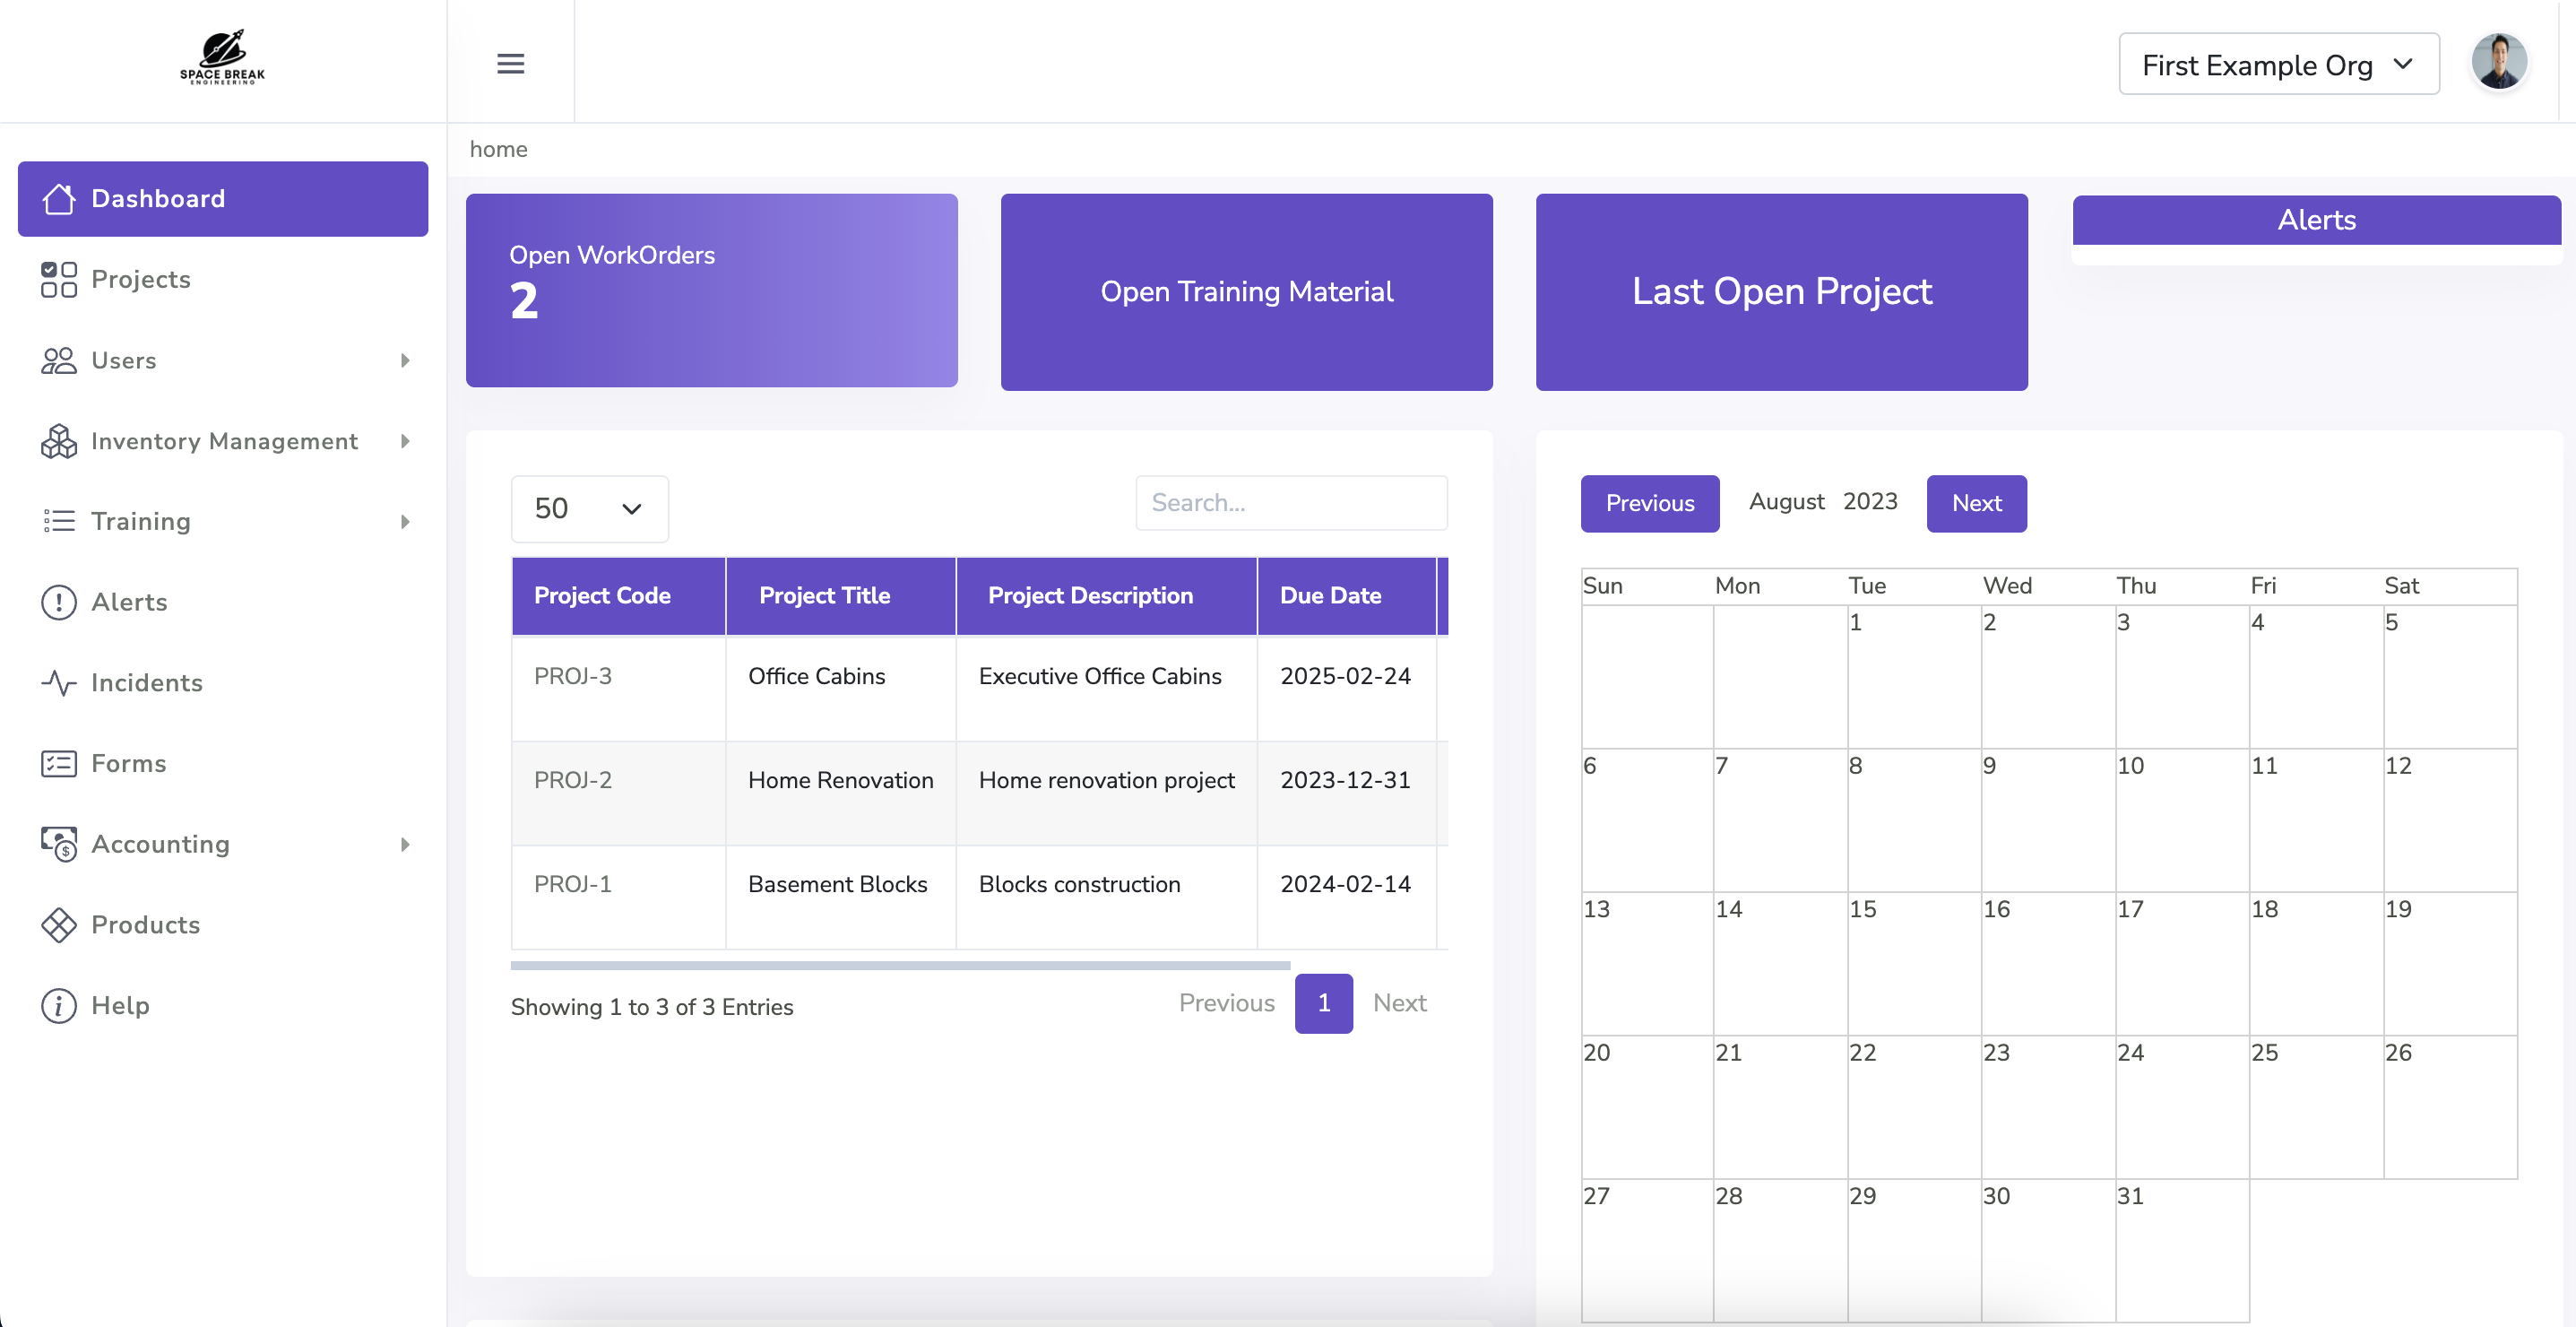 SPACE BREAK
ENGINEERING
First Example Org
home
Dashboard
Projects
Users
Inventory Management
Training
Alerts
Incidents
Forms
Accounting
Products
Help
Open WorkOrders
2
Open Training Material
Last Open Project
Alerts
50
Search...
Project Code Project Title Project Description Due Date
PROJ-3 Office Cabins Executive Office Cabins 2025-02-24
PROJ-2 Home Renovation Home renovation project 2023-12-31
PROJ-1 Basement Blocks Blocks construction 2024-02-14
Showing 1 to 3 of 3 Entries
Previous 1 Next
Previous August 2023 Next
Sun Mon Tue Wed Thu Fri Sat
1 2 3 4 5
6 7 8 9 10 11 12
13 14 15 16 17 18 19
20 21 22 23 24 25 26
27 28 29 30 31